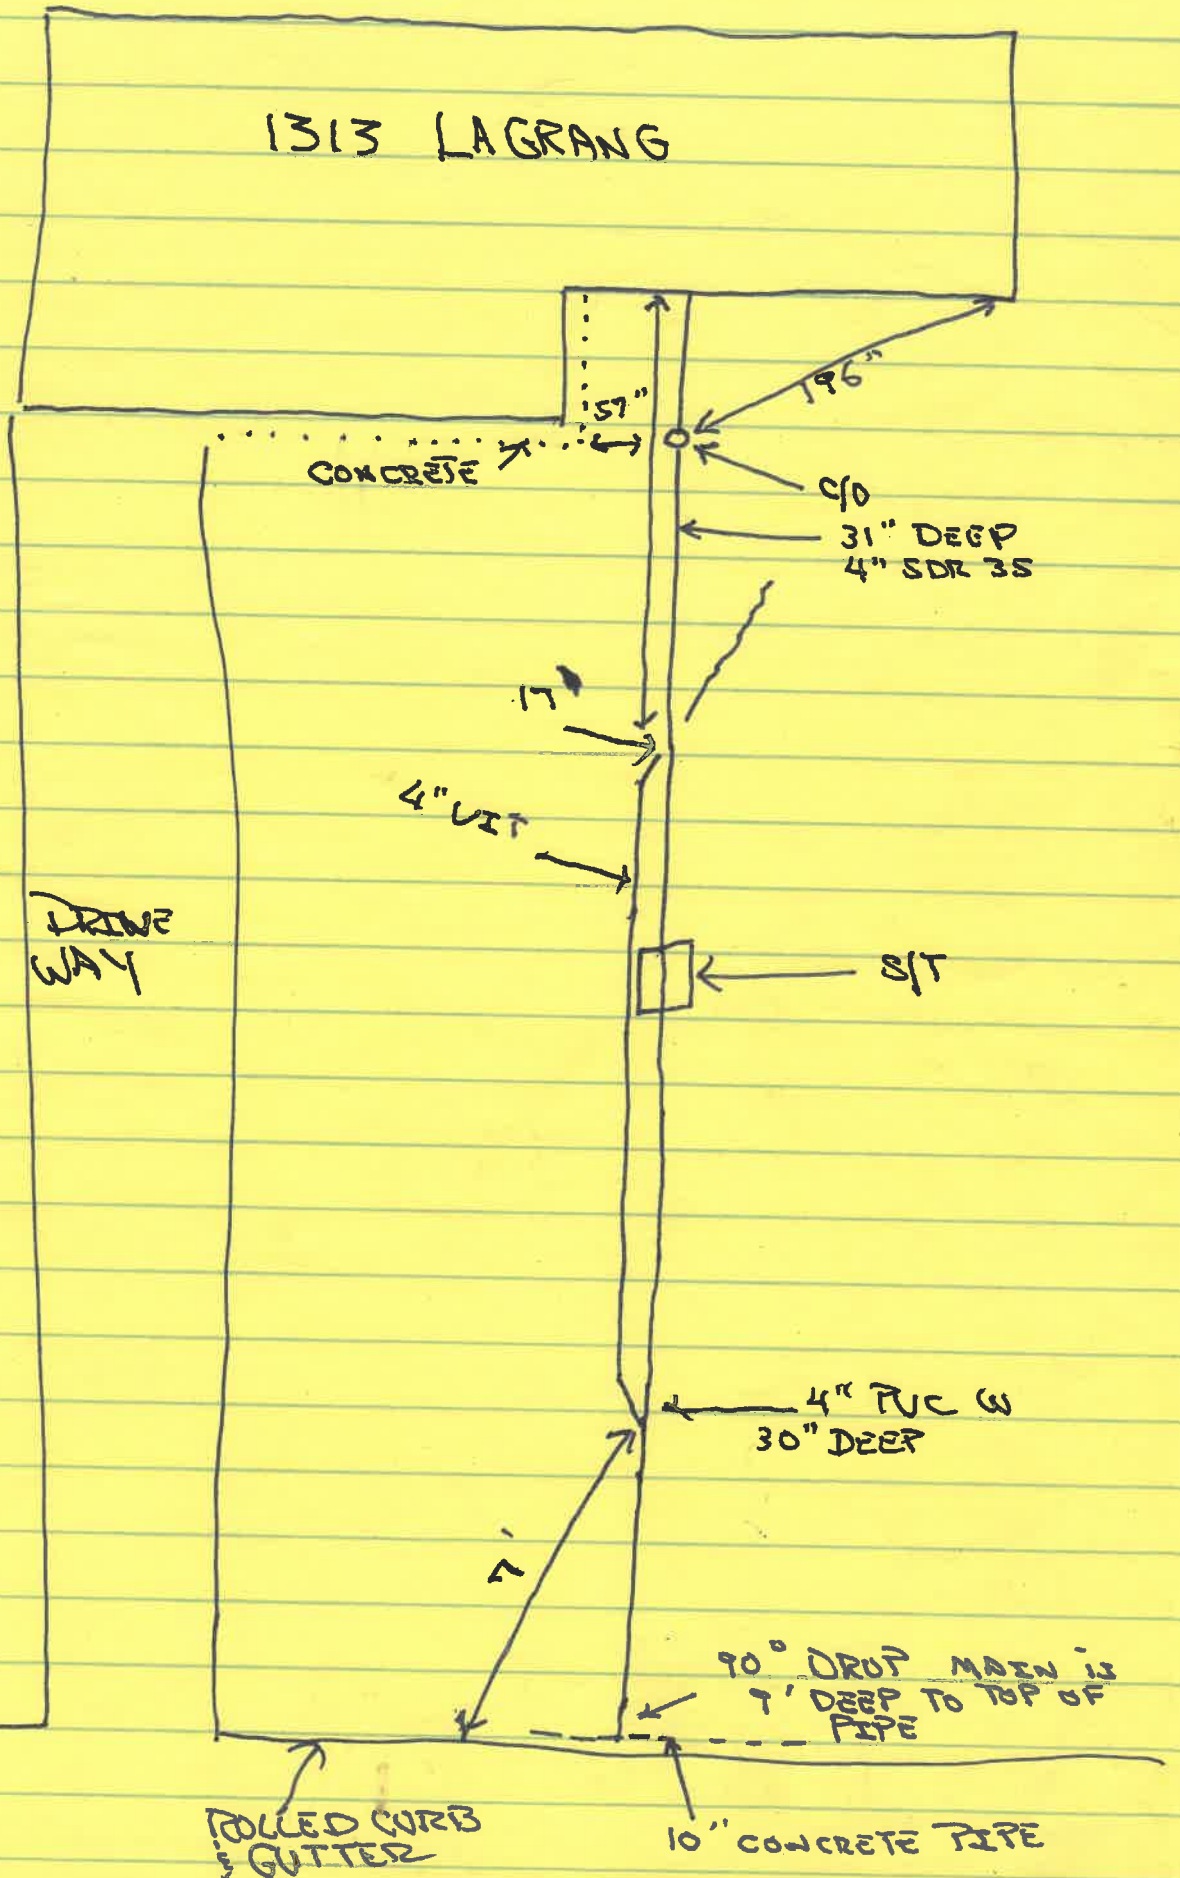 1313 LAGRANG
196"
57"
CONCRETE
C/O
31" DEEP
4" SDR 35
17'
4" VIT
DRIVE
WAY
S/T
4" PVC W
30" DEEP
90° DROP MAIN is
9' DEEP TO TOP OF
PIPE
ROLLED CURB
& GUTTER
10" CONCRETE PIPE